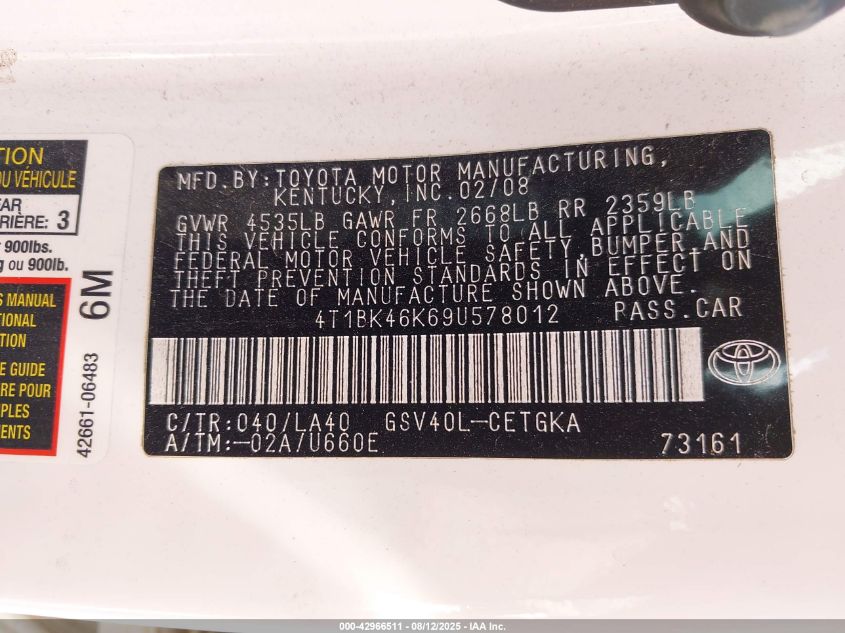 TION
DU VÉHICULE
EAR
RIÈRE: 3
900lbs.
g ou 900lb.
S MANUAL
TIONAL
TION
E GUIDE
RE POUR
PLES
MENTS
6M
42661-06483
MFD.BY:TOYOTA MOTOR MANUFACTURING,
KENTUCKY, INC. 02/08
GVWR 4535LB GAWR FR 2668LB RR 2359LB
THIS VEHICLE CONFORMS TO ALL APPLICABLE
FEDERAL MOTOR VEHICLE SAFETY,BUMPER,AND
THEFT PREVENTION STANDARDS IN EFFECT ON
THE DATE OF MANUFACTURE SHOWN ABOVE.
4T1BK46K69U578012 PASS.CAR
C/TR:040/LA40 GSV40L-CETGKA
A/TM:-02A/U660E 73161
TOYOTA
000-42966511 - 08/12/2025 - IAA Inc.